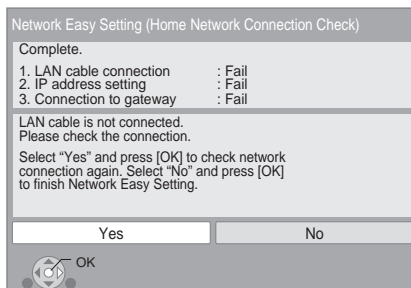 Network Easy Setting (Home Network Connection Check)
Complete.
1. LAN cable connection : Fail
2. IP address setting : Fail
3. Connection to gateway : Fail
LAN cable is not connected.
Please check the connection.
Select “Yes” and press [OK] to check network
connection again. Select “No” and press [OK]
to finish Network Easy Setting.
Yes No
OK